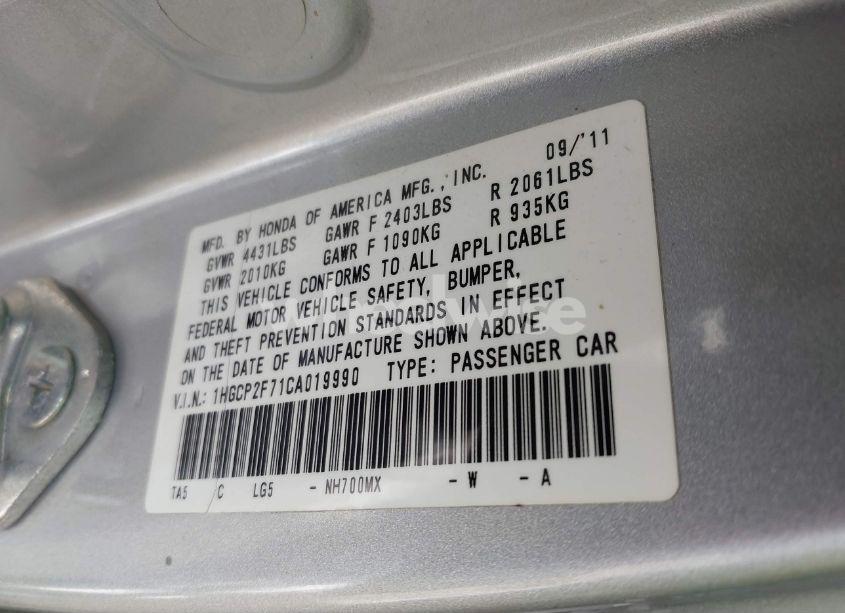 MFD. BY HONDA OF AMERICA MFG., INC. 09/'11
GVWR 4431LBS GAWR F 2403LBS R 2061LBS
GVWR 2010KG GAWR F 1090KG R 935KG
THIS VEHICLE CONFORMS TO ALL APPLICABLE
FEDERAL MOTOR VEHICLE SAFETY, BUMPER,
AND THEFT PREVENTION STANDARDS IN EFFECT
ON THE DATE OF MANUFACTURE SHOWN ABOVE.
V.I.N.: 1HGCP2F71CA019990 TYPE: PASSENGER CAR
TA5 C LG5 - NH700MX - W - A